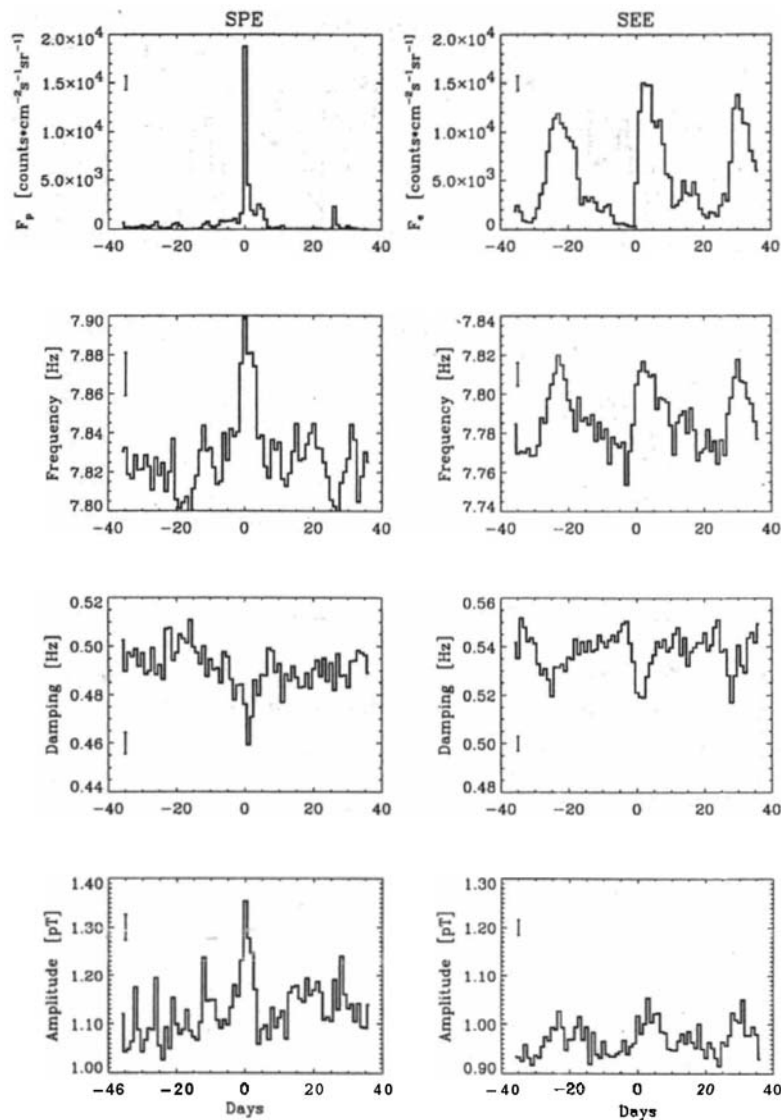 SPE
SEE
F_p [counts•cm⁻²s⁻¹sr⁻¹]
2.0×10⁴
1.5×10⁴
1.0×10⁴
5.0×10³
0
-40 -20 0 20 40
F_e [counts•cm⁻²s⁻¹sr⁻¹]
2.0×10⁴
1.5×10⁴
1.0×10⁴
5.0×10³
0
-40 -20 0 20 40
Frequency [Hz]
7.90
7.88
7.86
7.84
7.82
7.80
-40 -20 0 20 40
Frequency [Hz]
7.84
7.82
7.80
7.78
7.76
7.74
-40 -20 0 20 40
Damping [Hz]
0.52
0.50
0.48
0.46
0.44
-40 -20 0 20 40
Damping [Hz]
0.56
0.54
0.52
0.50
0.48
-40 -20 0 20 40
Amplitude [pT]
1.40
1.30
1.20
1.10
1.00
-46 -20 0 20 40
Days
Amplitude [pT]
1.30
1.20
1.10
1.00
0.90
-40 -20 0 20 40
Days